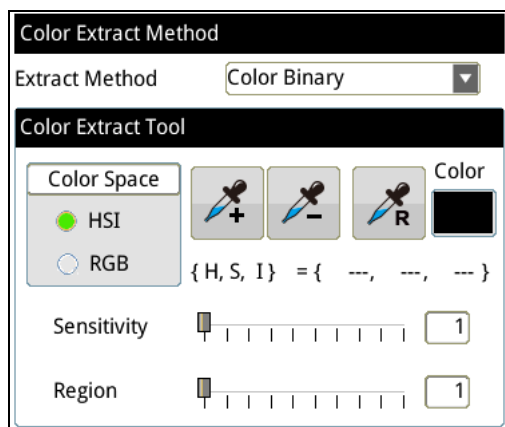 Color Extract Method
Extract Method Color Binary
Color Extract Tool
Color Space
Color
+ - R
HSI
RGB
{ H, S, I } = { ---, ---, --- }
Sensitivity 1
Region 1